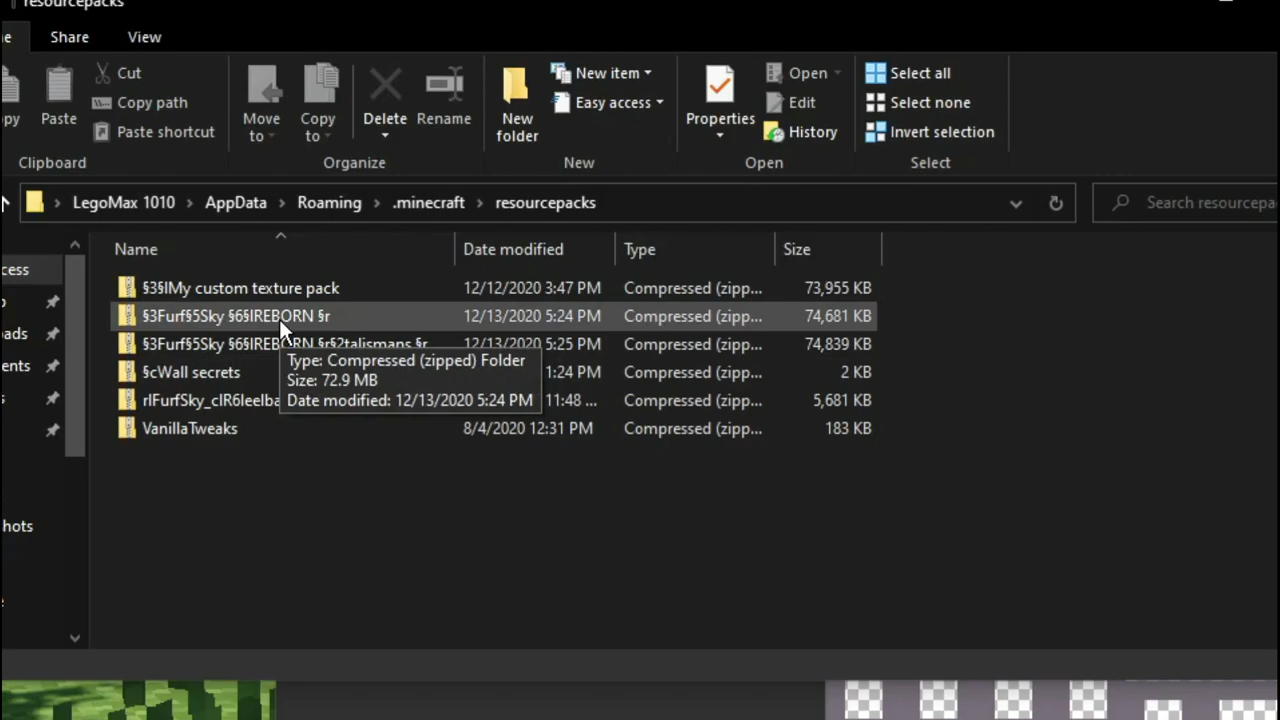 resourcepacks
Share View
Cut
Copy path
Paste shortcut
Paste
Clipboard
Move to
Copy to
Delete
Rename
Organize
New folder
New item
Easy access
New
Properties
Open
Edit
History
Open
Select all
Select none
Invert selection
Select
LegoMax 1010 > AppData > Roaming > .minecraft > resourcepacks
Search resourcepa
Name Date modified Type Size
§3§lMy custom texture pack 12/12/2020 3:47 PM Compressed (zipp... 73,955 KB
§3Furf§5Sky §6§lREBORN §r 12/13/2020 5:24 PM Compressed (zipp... 74,681 KB
§3Furf§5Sky §6§lREBORN §r§2talismans §r 12/13/2020 5:25 PM Compressed (zipp... 74,839 KB
§cWall secrets 1:24 PM Compressed (zipp... 2 KB
11:48 ... Compressed (zipp... 5,681 KB
VanillaTweaks 8/4/2020 12:31 PM Compressed (zipp... 183 KB
Type: Compressed (zipped) Folder
Size: 72.9 MB
Date modified: 12/13/2020 5:24 PM
cess
ads
ents
hots